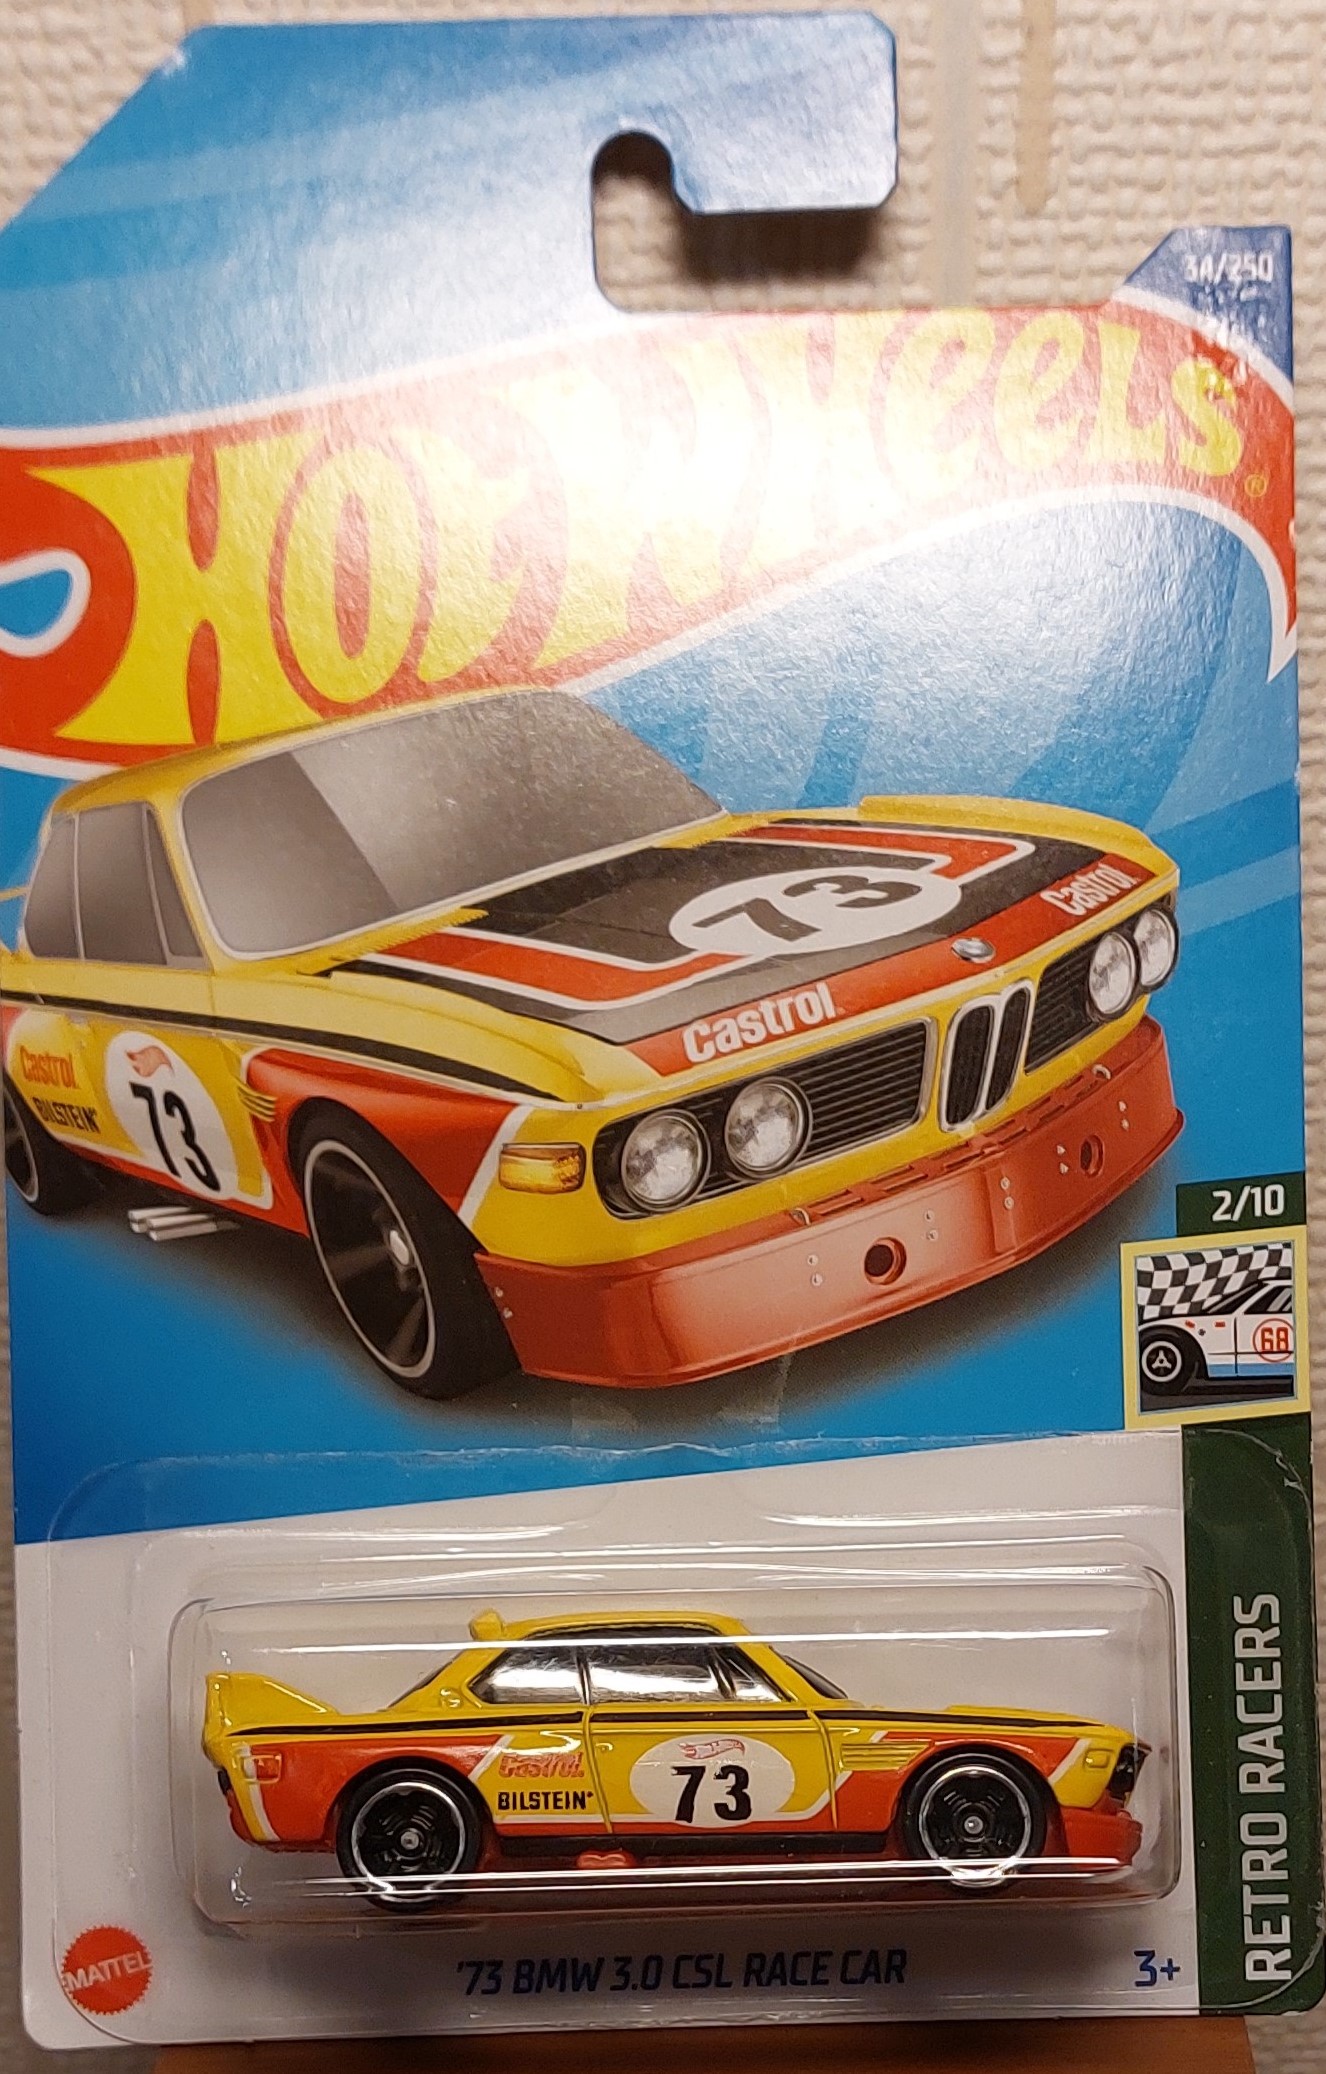 34/250
HOT WHEELS®
73
Castrol
Castrol
Castrol
BILSTEIN
73
2/10
68
Castrol
BILSTEIN
73
RETRO RACERS
MATTEL
'73 BMW 3.0 CSL RACE CAR
3+